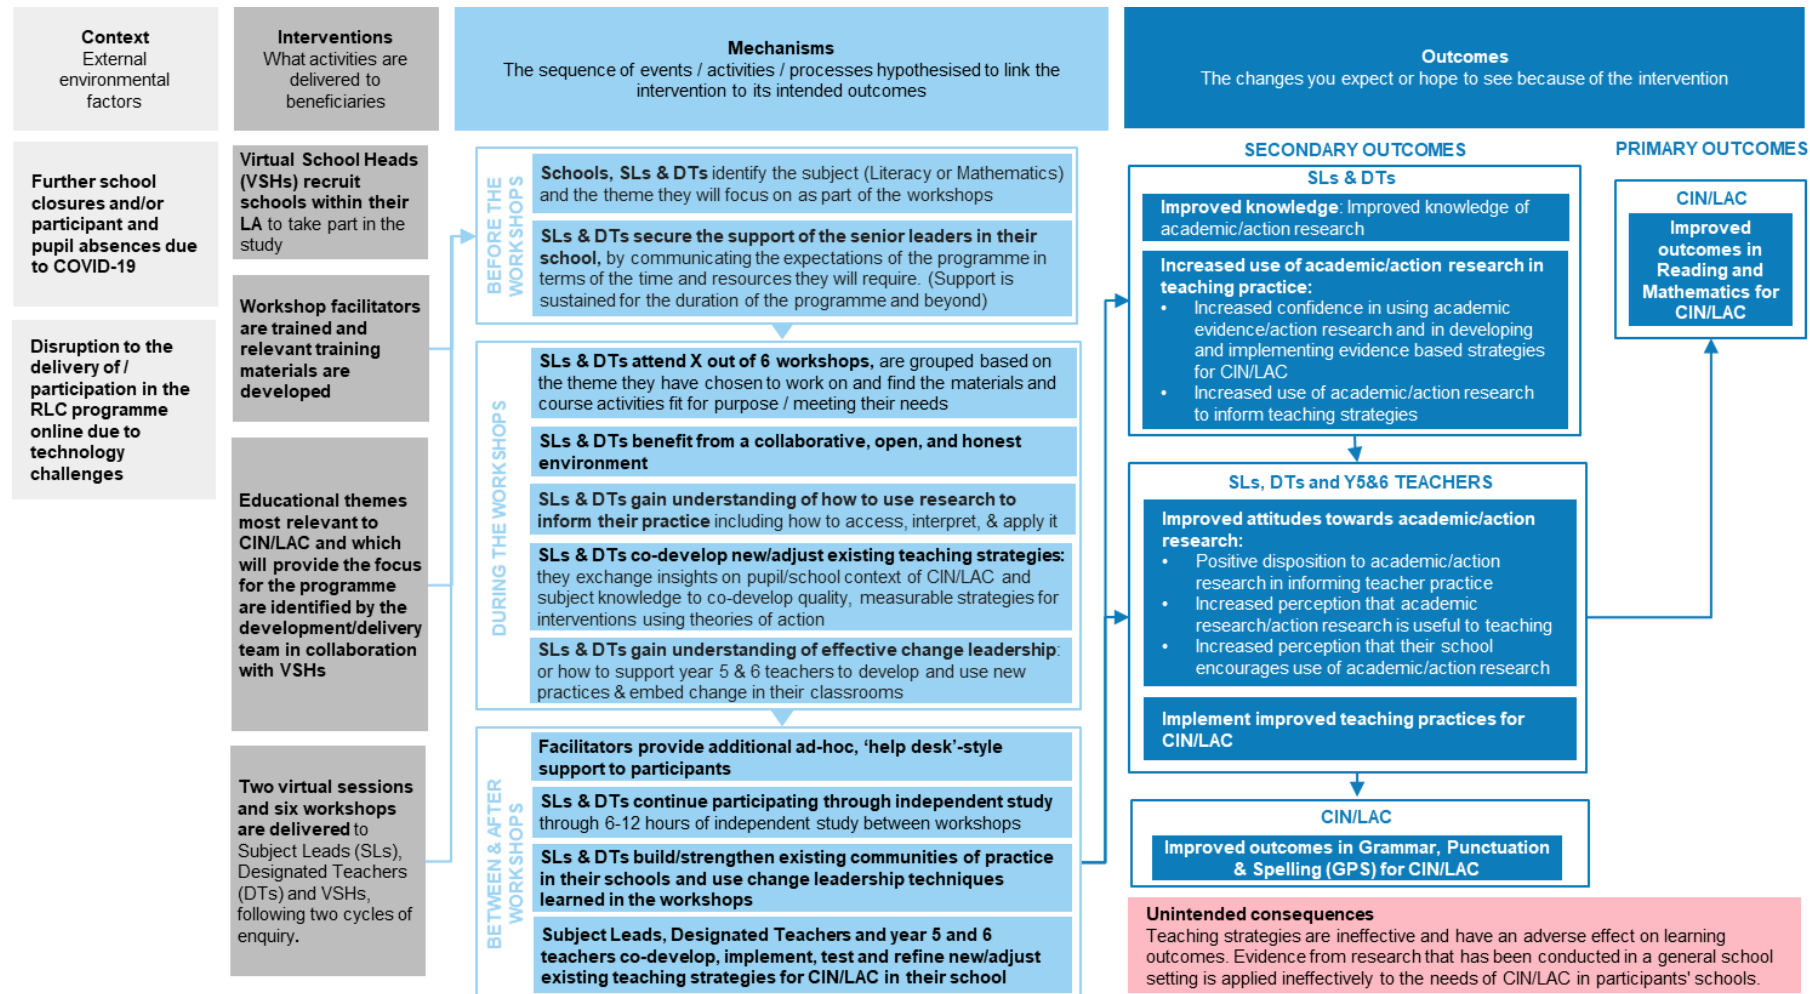 Context
External
environmental
factors
Interventions
What activities are
delivered to
beneficiaries
Mechanisms
The sequence of events / activities / processes hypothesised to link the
intervention to its intended outcomes
Outcomes
The changes you expect or hope to see because of the intervention
Further school
closures and/or
participant and
pupil absences due
to COVID-19
Disruption to the
delivery of /
participation in the
RLC programme
online due to
technology
challenges
Virtual School Heads
(VSHs) recruit
schools within their
LA to take part in the
study
Workshop facilitators
are trained and
relevant training
materials are
developed
Educational themes
most relevant to
CIN/LAC and which
will provide the focus
for the programme
are identified by the
development/delivery
team in collaboration
with VSHs
Two virtual sessions
and six workshops
are delivered to
Subject Leads (SLs),
Designated Teachers
(DTs) and VSHs,
following two cycles of
enquiry.
BEFORE THE
WORKSHOPS
Schools, SLs & DTs identify the subject (Literacy or Mathematics)
and the theme they will focus on as part of the workshops
SLs & DTs secure the support of the senior leaders in their
school, by communicating the expectations of the programme in
terms of the time and resources they will require. (Support is
sustained for the duration of the programme and beyond)
DURING THE WORKSHOPS
SLs & DTs attend X out of 6 workshops, are grouped based on
the theme they have chosen to work on and find the materials and
course activities fit for purpose / meeting their needs
SLs & DTs benefit from a collaborative, open, and honest
environment
SLs & DTs gain understanding of how to use research to
inform their practice including how to access, interpret, & apply it
SLs & DTs co-develop new/adjust existing teaching strategies:
they exchange insights on pupil/school context of CIN/LAC and
subject knowledge to co-develop quality, measurable strategies for
interventions using theories of action
SLs & DTs gain understanding of effective change leadership:
or how to support year 5 & 6 teachers to develop and use new
practices & embed change in their classrooms
BETWEEN & AFTER
WORKSHOPS
Facilitators provide additional ad-hoc, ‘help desk’-style
support to participants
SLs & DTs continue participating through independent study
through 6-12 hours of independent study between workshops
SLs & DTs build/strengthen existing communities of practice
in their schools and use change leadership techniques
learned in the workshops
Subject Leads, Designated Teachers and year 5 and 6
teachers co-develop, implement, test and refine new/adjust
existing teaching strategies for CIN/LAC in their school
SECONDARY OUTCOMES
SLs & DTs
Improved knowledge: Improved knowledge of
academic/action research
Increased use of academic/action research in
teaching practice:
• Increased confidence in using academic
evidence/action research and in developing
and implementing evidence based strategies
for CIN/LAC
• Increased use of academic/action research
to inform teaching strategies
SLs, DTs and Y5&6 TEACHERS
Improved attitudes towards academic/action
research:
• Positive disposition to academic/action
research in informing teacher practice
• Increased perception that academic
research/action research is useful to teaching
• Increased perception that their school
encourages use of academic/action research
Implement improved teaching practices for
CIN/LAC
CIN/LAC
Improved outcomes in Grammar, Punctuation
& Spelling (GPS) for CIN/LAC
PRIMARY OUTCOMES
CIN/LAC
Improved
outcomes in
Reading and
Mathematics for
CIN/LAC
Unintended consequences
Teaching strategies are ineffective and have an adverse effect on learning
outcomes. Evidence from research that has been conducted in a general school
setting is applied ineffectively to the needs of CIN/LAC in participants' schools.